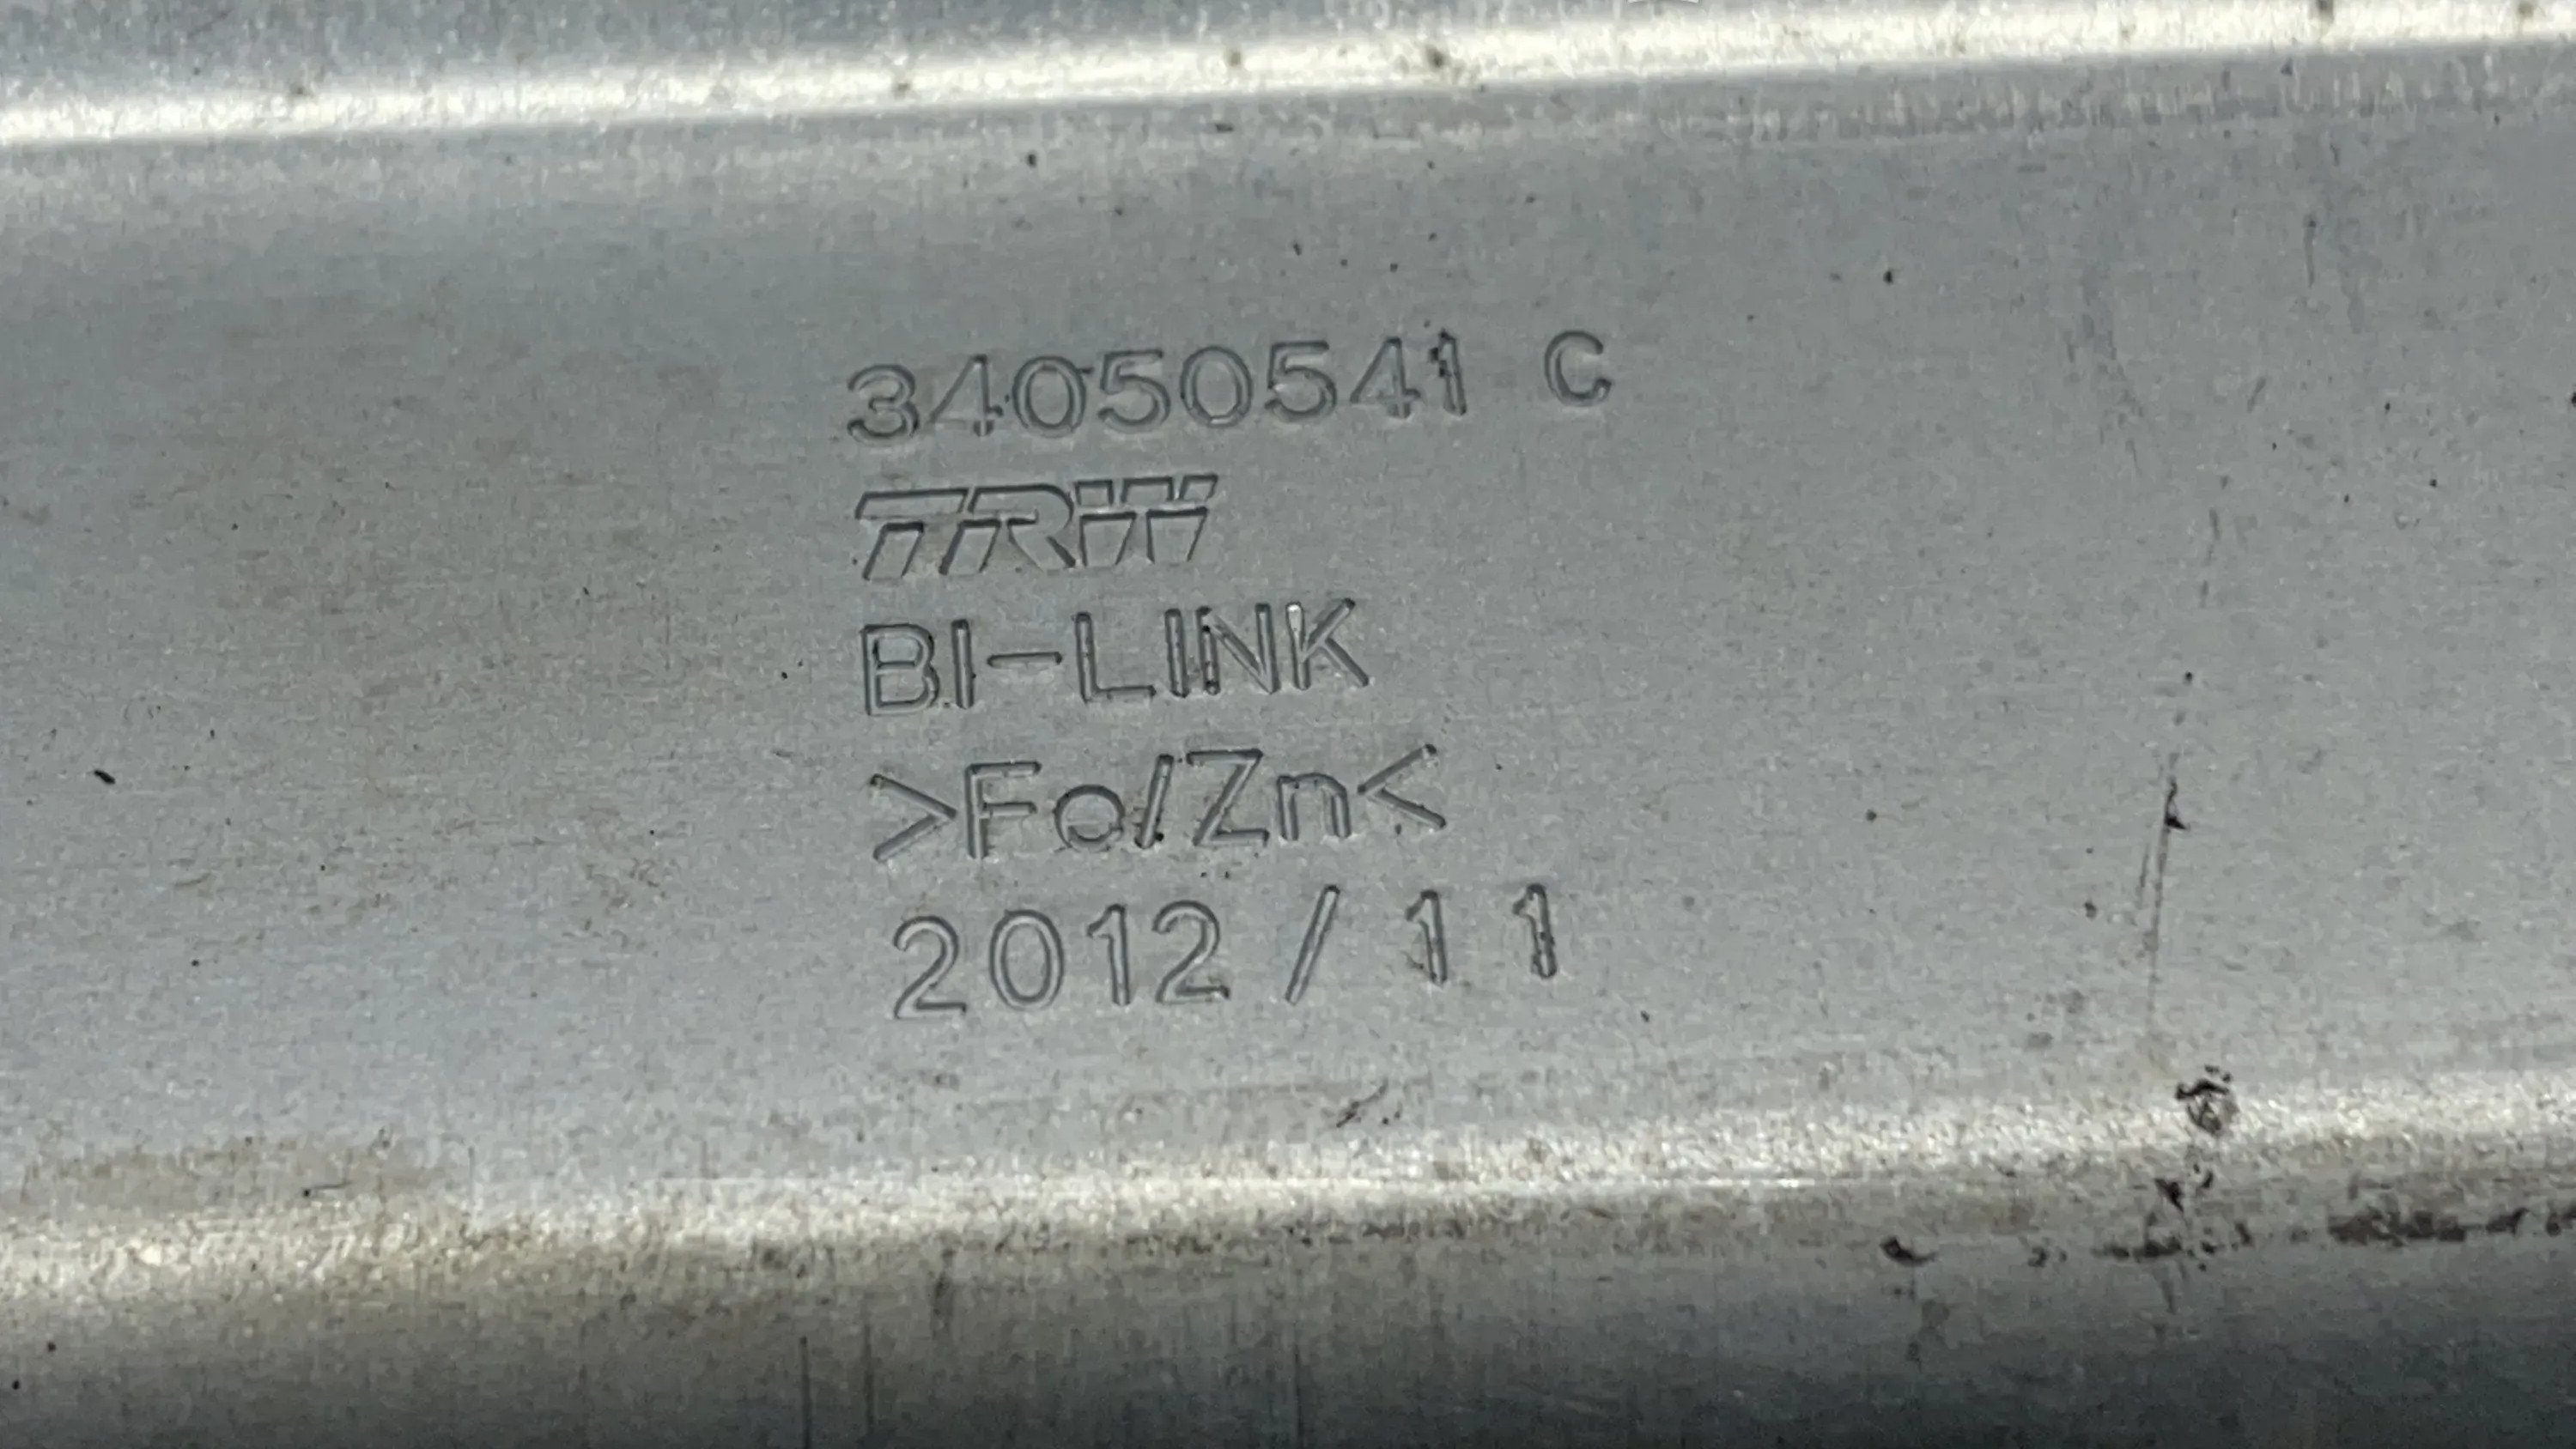 34050541 C
TRW
BI-LINK
>Fe/Zn<
2012 / 11